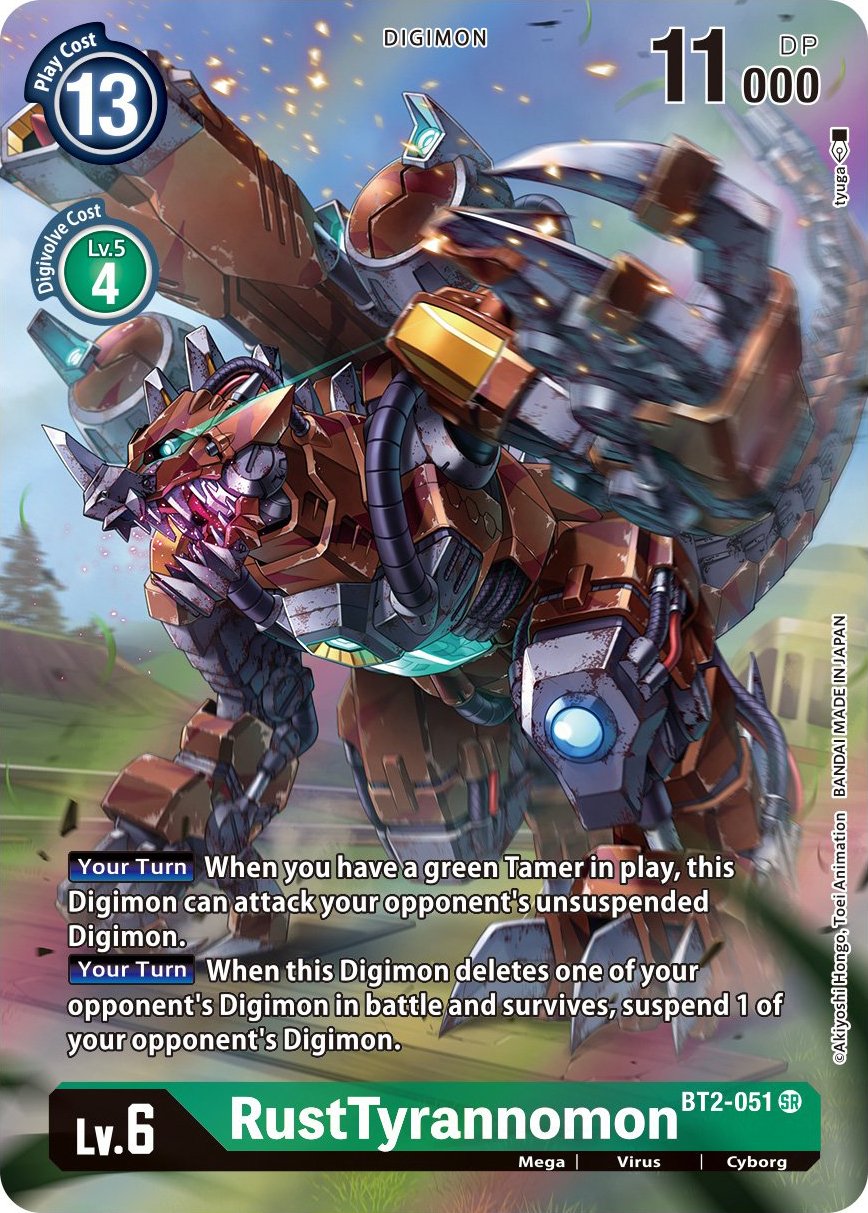 Play Cost
13
DIGIMON
11000
DP
tyuga
Digivolve Cost
Lv.5
4
Your Turn When you have a green Tamer in play, this
Digimon can attack your opponent's unsuspended
Digimon.
Your Turn When this Digimon deletes one of your
opponent's Digimon in battle and survives, suspend 1 of
your opponent's Digimon.
©Akiyoshi Hongo, Toei Animation BANDAI MADE IN JAPAN
Lv.6
RustTyrannomon
BT2-051 SR
Mega | Virus | Cyborg